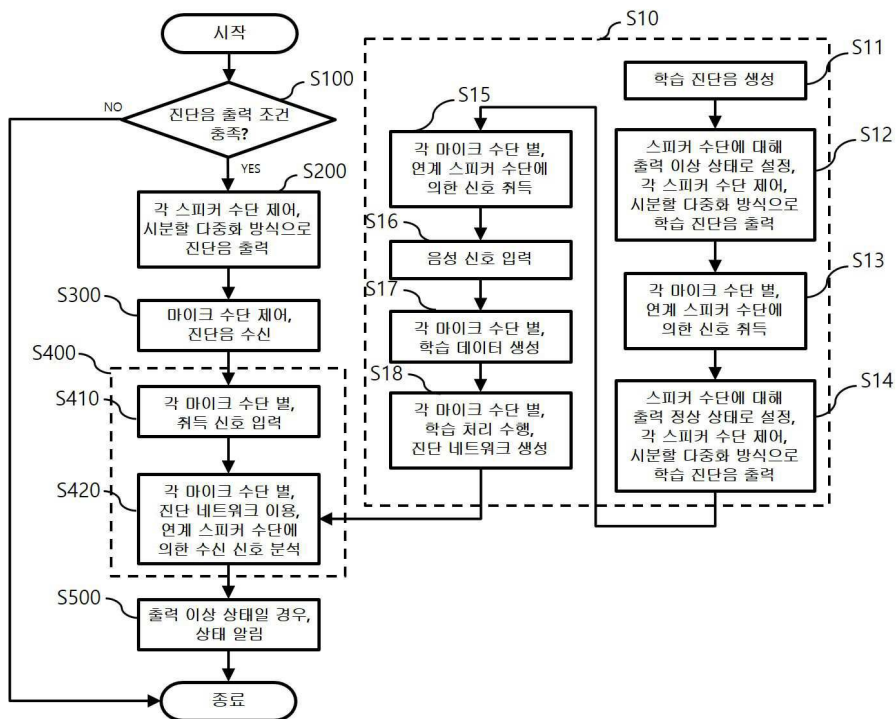 시작
S100
NO
진단음 출력 조건
충족?
YES
S200
각 스피커 수단 제어,
시분할 다중화 방식으로
진단음 출력
S300
마이크 수단 제어,
진단음 수신
S400
S410
각 마이크 수단 별,
취득 신호 입력
S420
각 마이크 수단 별,
진단 네트워크 이용,
연계 스피커 수단에
의한 수신 신호 분석
S500
출력 이상 상태일 경우,
상태 알림
종료
S10
S11
학습 진단음 생성
S12
스피커 수단에 대해
출력 이상 상태로 설정,
각 스피커 수단 제어,
시분할 다중화 방식으로
학습 진단음 출력
S13
각 마이크 수단 별,
연계 스피커 수단에
의한 신호 취득
S14
스피커 수단에 대해
출력 정상 상태로 설정,
각 스피커 수단 제어,
시분할 다중화 방식으로
학습 진단음 출력
S15
각 마이크 수단 별,
연계 스피커 수단에
의한 신호 취득
S16
음성 신호 입력
S17
각 마이크 수단 별,
학습 데이터 생성
S18
각 마이크 수단 별,
학습 처리 수행,
진단 네트워크 생성